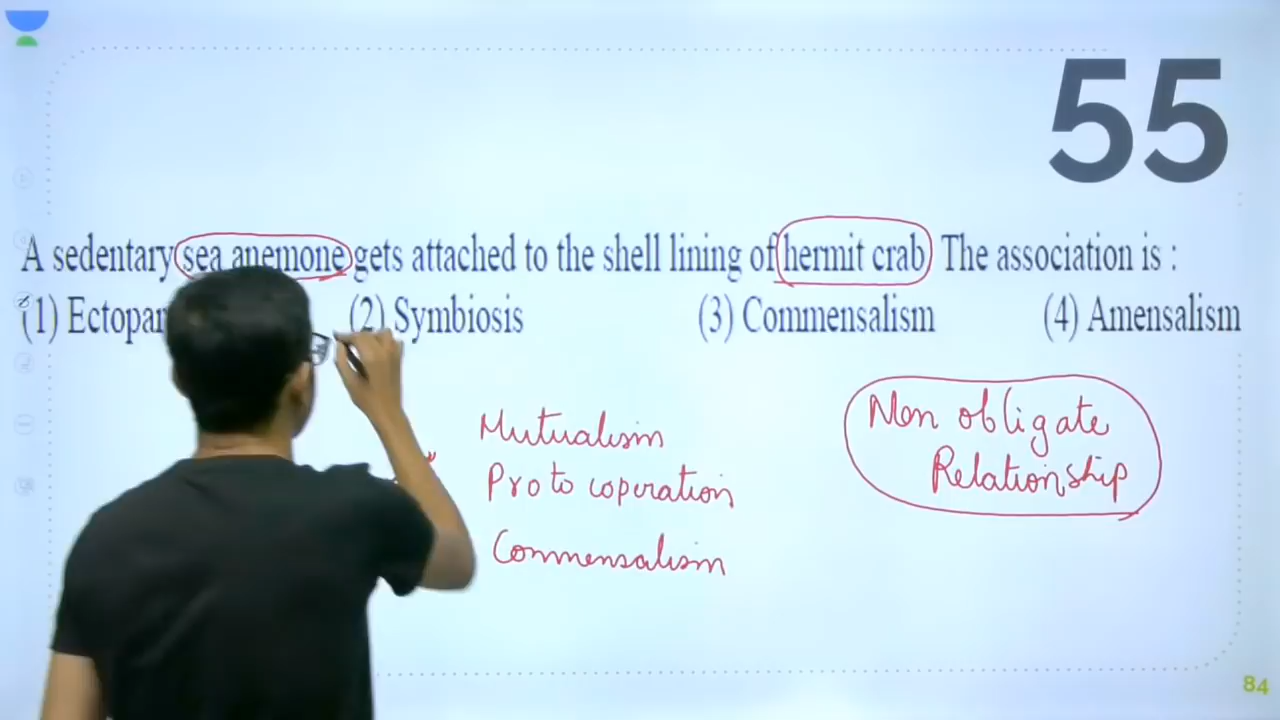 55
A sedentary sea anemone gets attached to the shell lining of hermit crab. The association is :
(1) Ectopar (2) Symbiosis (3) Commensalism (4) Amensalism
Mutualism
Proto coperation
Commensalism
Non obligate
Relationship
84